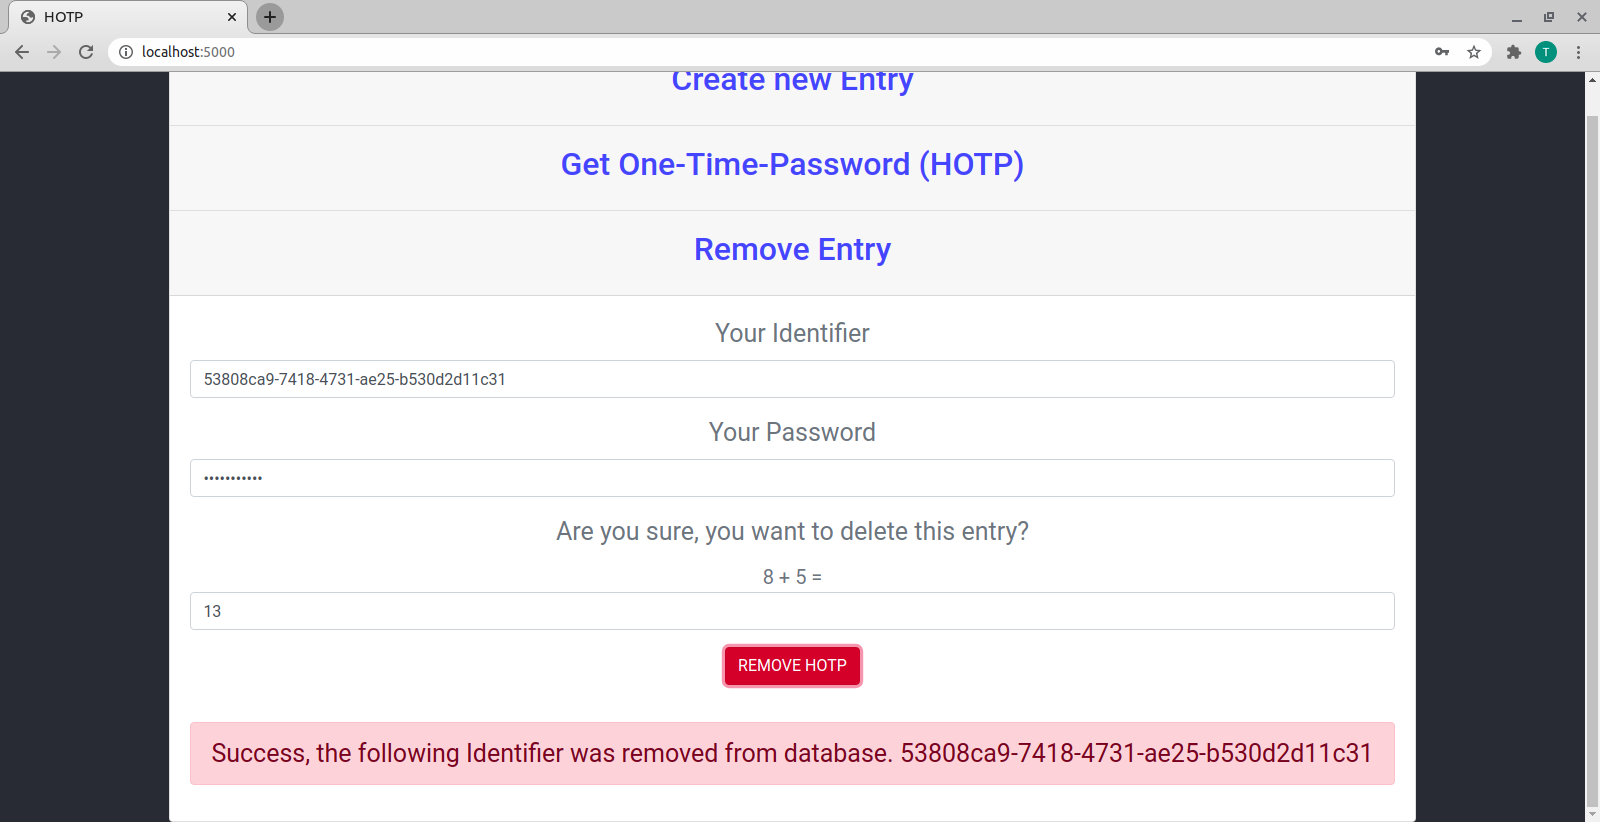 HOTP
localhost:5000
T
Create new Entry
Get One-Time-Password (HOTP)
Remove Entry
Your Identifier
53808ca9-7418-4731-ae25-b530d2d11c31
Your Password
•••••••••••
Are you sure, you want to delete this entry?
8 + 5 =
13
REMOVE HOTP
Success, the following Identifier was removed from database. 53808ca9-7418-4731-ae25-b530d2d11c31